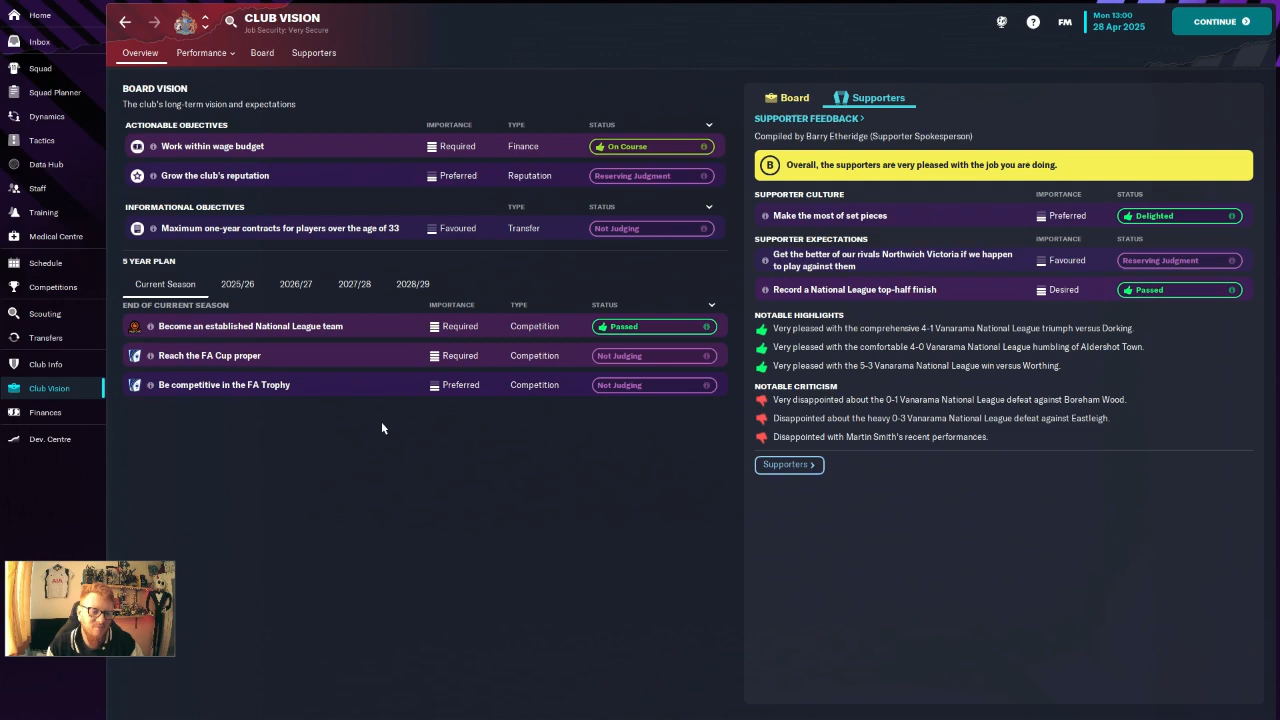 Home
Inbox
Squad
Squad Planner
Dynamics
Tactics
Data Hub
Staff
Training
Medical Centre
Schedule
Competitions
Scouting
Transfers
Club Info
Club Vision
Finances
Dev. Centre
CLUB VISION
Job Security: Very Secure
FM
Mon 13:00
28 Apr 2025
CONTINUE
Overview Performance Board Supporters
BOARD VISION
The club's long-term vision and expectations
ACTIONABLE OBJECTIVES IMPORTANCE TYPE STATUS
Work within wage budget Required Finance On Course
Grow the club's reputation Preferred Reputation Reserving Judgment
INFORMATIONAL OBJECTIVES TYPE STATUS
Maximum one-year contracts for players over the age of 33 Favoured Transfer Not Judging
5 YEAR PLAN
Current Season 2025/26 2026/27 2027/28 2028/29
END OF CURRENT SEASON IMPORTANCE TYPE STATUS
Become an established National League team Required Competition Passed
Reach the FA Cup proper Required Competition Not Judging
Be competitive in the FA Trophy Preferred Competition Not Judging
Board Supporters
SUPPORTER FEEDBACK >
Compiled by Barry Etheridge (Supporter Spokesperson)
B Overall, the supporters are very pleased with the job you are doing.
SUPPORTER CULTURE IMPORTANCE STATUS
Make the most of set pieces Preferred Delighted
SUPPORTER EXPECTATIONS IMPORTANCE STATUS
Get the better of our rivals Northwich Victoria if we happen
to play against them Favoured Reserving Judgment
Record a National League top-half finish Desired Passed
NOTABLE HIGHLIGHTS
Very pleased with the comprehensive 4-1 Vanarama National League triumph versus Dorking.
Very pleased with the comfortable 4-0 Vanarama National League humbling of Aldershot Town.
Very pleased with the 5-3 Vanarama National League win versus Worthing.
NOTABLE CRITICISM
Very disappointed about the 0-1 Vanarama National League defeat against Boreham Wood.
Disappointed about the heavy 0-3 Vanarama National League defeat against Eastleigh.
Disappointed with Martin Smith's recent performances.
Supporters >
AIA